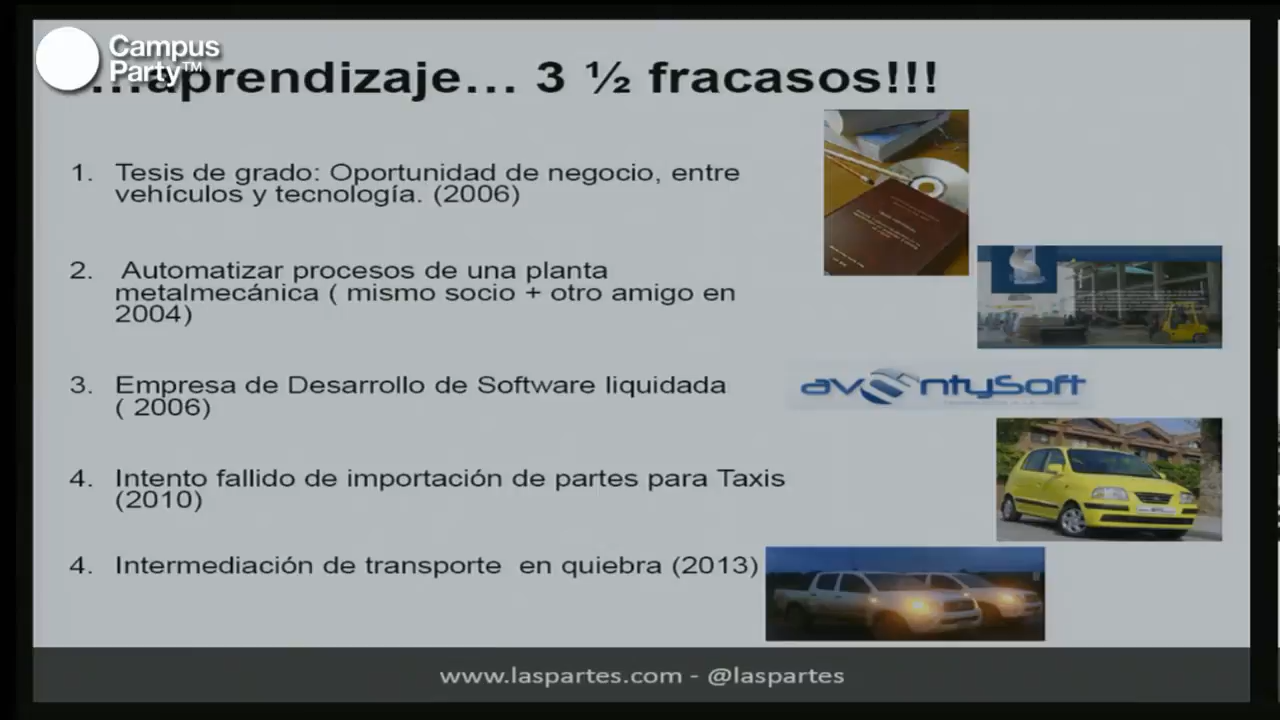 Campus
Party™
...aprendizaje... 3 ½ fracasos!!!
1. Tesis de grado: Oportunidad de negocio, entre
vehículos y tecnología. (2006)
2. Automatizar procesos de una planta
metalmecánica ( mismo socio + otro amigo en
2004)
3. Empresa de Desarrollo de Software liquidada
( 2006)
aventySoft
4. Intento fallido de importación de partes para Taxis
(2010)
4. Intermediación de transporte en quiebra (2013)
www.laspartes.com - @laspartes